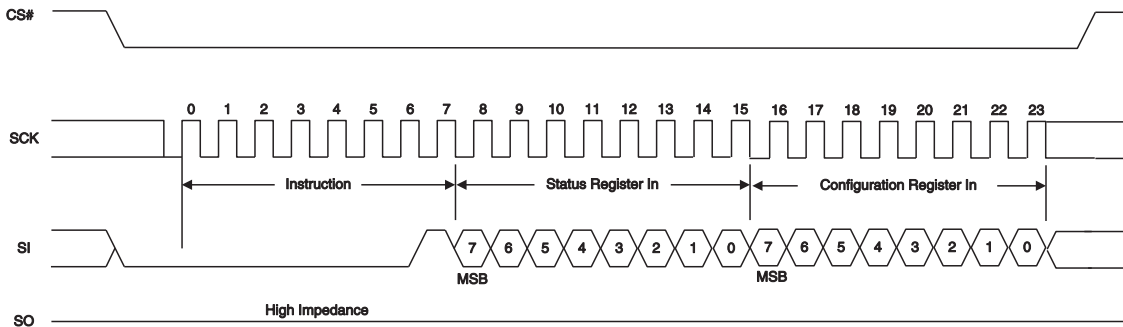 CS#
0 1 2 3 4 5 6 7 8 9 10 11 12 13 14 15 16 17 18 19 20 21 22 23
SCK
Instruction Status Register In Configuration Register In
SI 7 6 5 4 3 2 1 0 7 6 5 4 3 2 1 0
MSB MSB
High Impedance
SO